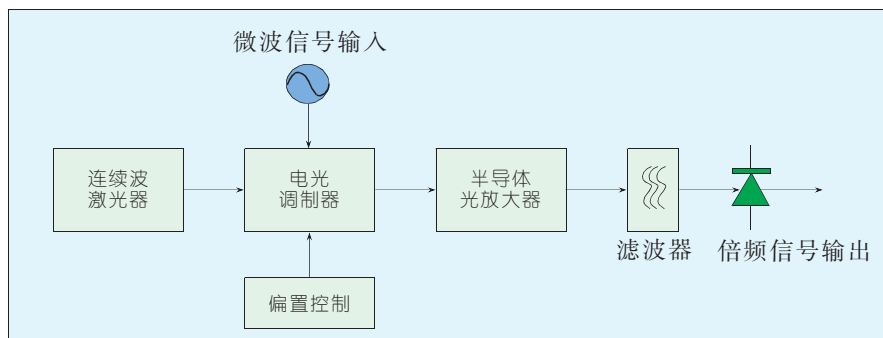 微波信号输入
连续波
激光器
电光
调制器
半导体
光放大器
滤波器
倍频信号输出
偏置控制